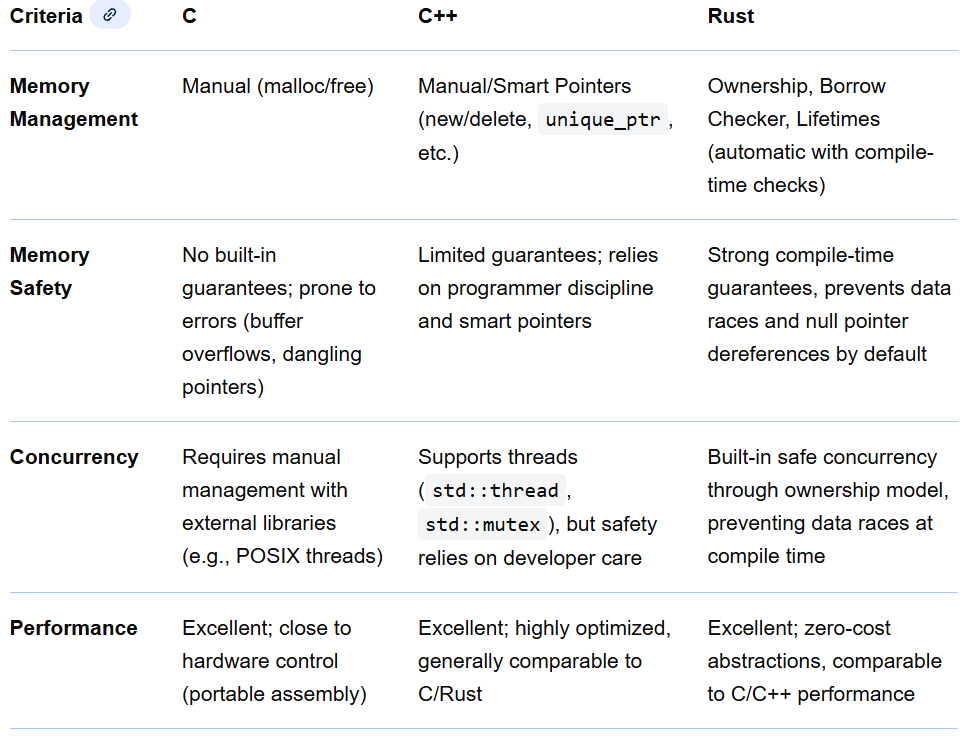 Criteria C C++ Rust
Memory Management
Manual (malloc/free)
Manual/Smart Pointers
(new/delete, unique_ptr,
etc.)
Ownership, Borrow
Checker, Lifetimes
(automatic with compile-
time checks)
Memory Safety
No built-in
guarantees; prone to
errors (buffer
overflows, dangling
pointers)
Limited guarantees; relies
on programmer discipline
and smart pointers
Strong compile-time
guarantees, prevents data
races and null pointer
dereferences by default
Concurrency
Requires manual
management with
external libraries
(e.g., POSIX threads)
Supports threads
(std::thread,
std::mutex), but safety
relies on developer care
Built-in safe concurrency
through ownership model,
preventing data races at
compile time
Performance
Excellent; close to
hardware control
(portable assembly)
Excellent; highly optimized,
generally comparable to
C/Rust
Excellent; zero-cost
abstractions, comparable
to C/C++ performance